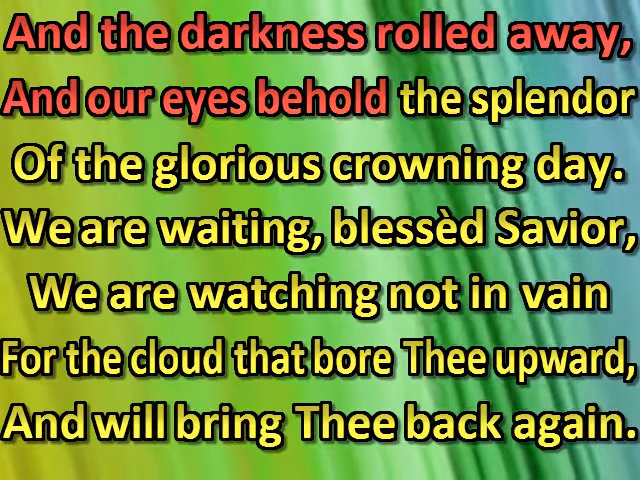 And the darkness rolled away,
And our eyes behold the splendor
Of the glorious crowning day.
We are waiting, blessèd Savior,
We are watching not in vain
For the cloud that bore Thee upward,
And will bring Thee back again.